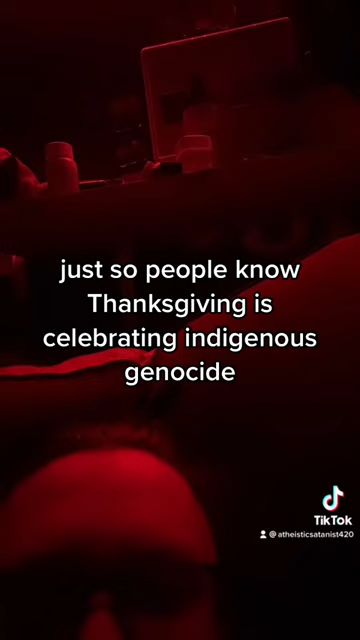 just so people know
Thanksgiving is
celebrating indigenous
genocide
TikTok
@atheisticsatanist420